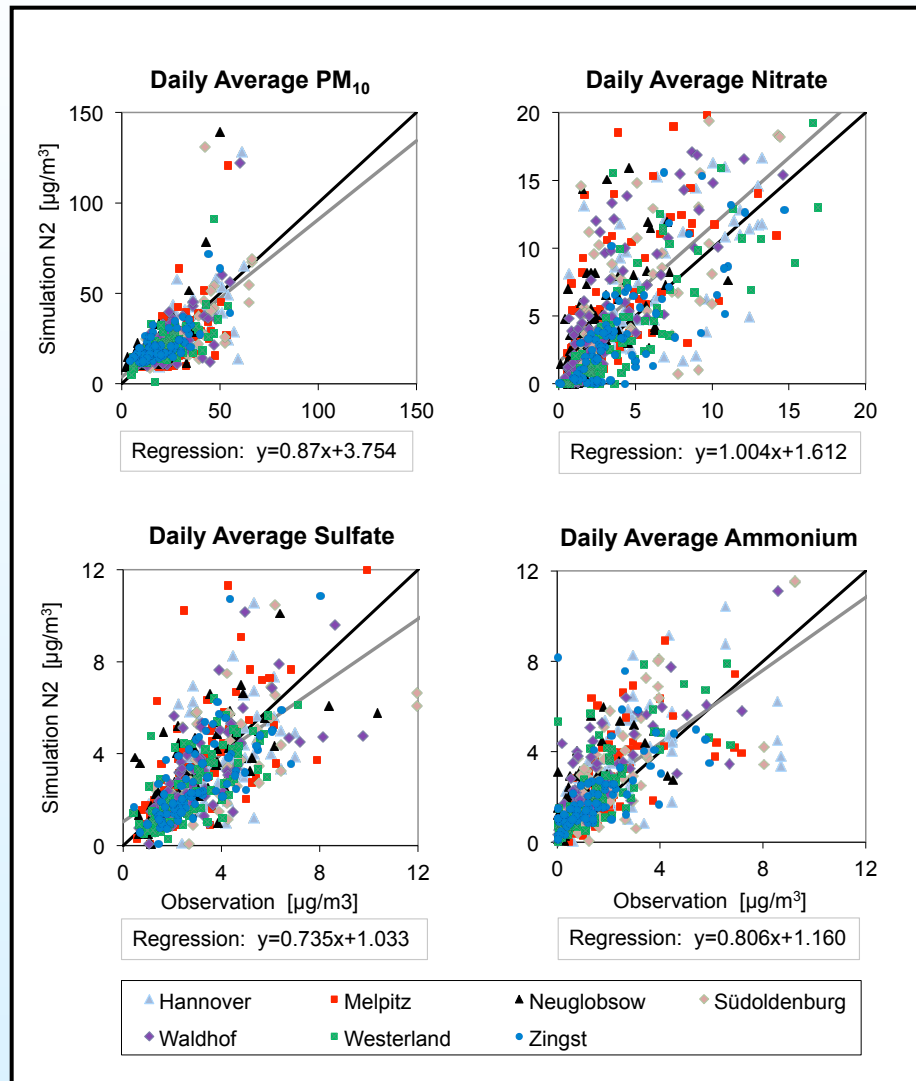 Daily Average PM₁₀
Daily Average Nitrate
Simulation N2 [µg/m³]
150
100
50
0
0 50 100 150
20
15
10
5
0
0 5 10 15 20
Regression: y=0.87x+3.754
Regression: y=1.004x+1.612
Daily Average Sulfate
Daily Average Ammonium
Simulation N2 [µg/m³]
12
8
4
0
0 4 8 12
12
8
4
0
0 4 8 12
Observation [µg/m3]
Observation [µg/m3]
Regression: y=0.735x+1.033
Regression: y=0.806x+1.160
Hannover Melpitz Neuglobsow Südoldenburg
Waldhof Westerland Zingst